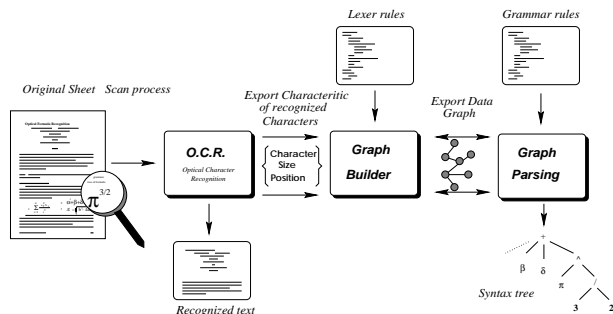 Lexer rules
Grammar rules
Original Sheet
Scan process
Export Characteritic
of recognized
Characters
Export Data
Graph
Optical Formula Recognition
O.C.R.
Optical Character
Recognition
Character
Size
Position
Graph
Builder
Graph
Parsing
π 3/2
+
β
δ
^
π
/
3
2
Syntax tree
Recognized text